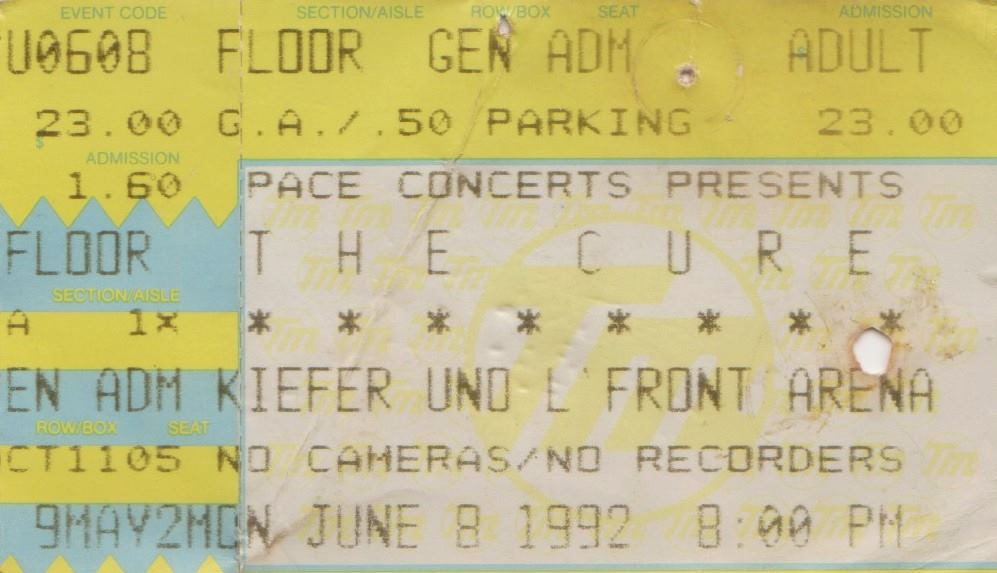 EVENT CODE SECTION/AISLE ROW/BOX SEAT ADMISSION
U0608 FLOOR GEN ADM ADULT
23.00 G.A./.50 PARKING 23.00
$
ADMISSION
1.60 PACE CONCERTS PRESENTS
FLOOR T H E C U R E
SECTION/AISLE
A 1X * * * * * * * *
EN ADM KIEFER UNO L'FRONT ARENA
ROW/BOX SEAT
CT1105 NO CAMERAS/NO RECORDERS
9MAY2 MON JUNE 8 1992 8:00 PM